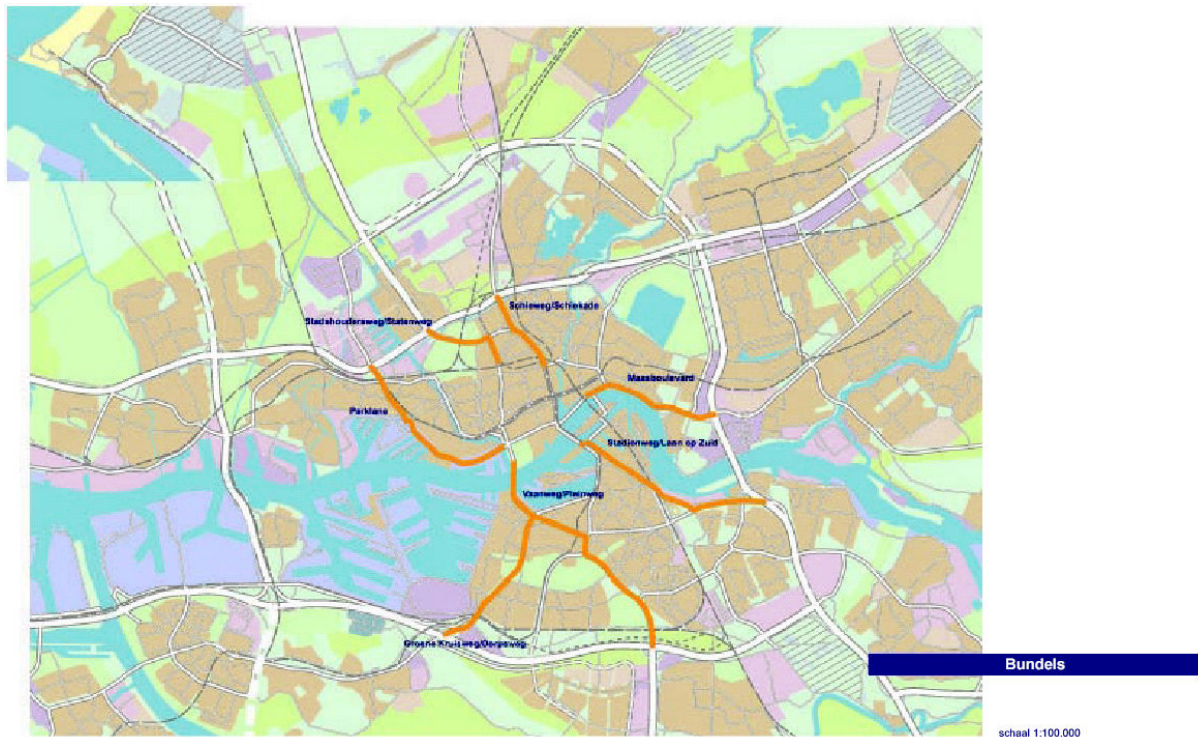 Schieweg/Schiekade
Stadhoudersweg/Statenweg
Maasboulevard
Parklane
Stadionweg/Laan op Zuid
Vaanweg/Pleinweg
Groene Kruisweg/Dorpsweg
Bundels
schaal 1:100.000